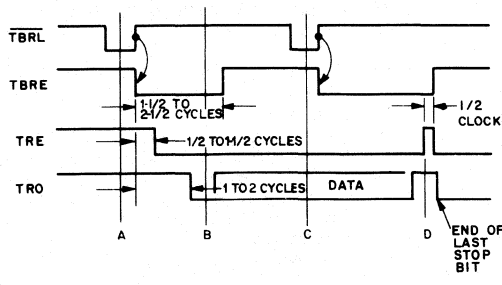 TBRL
TBRE
1-1/2 TO
2-1/2 CYCLES
1/2
CLOCK
TRE
1/2 TO 1-1/2 CYCLES
TRO
1 TO 2 CYCLES
DATA
A
B
C
D
END OF
LAST
STOP
BIT